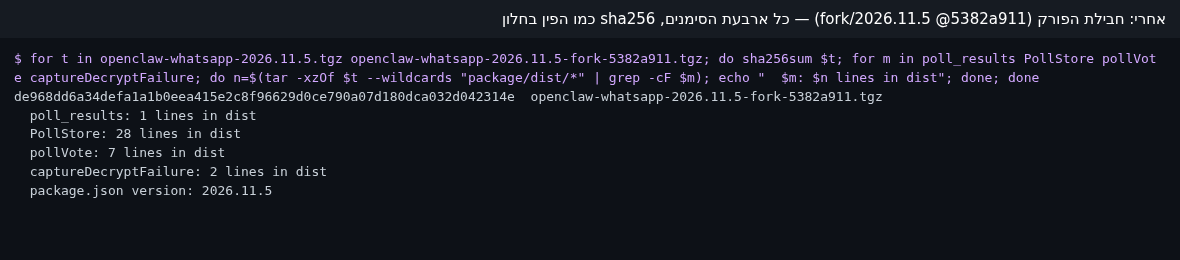 אחרי: חבילת הפורק (fork/2026.11.5 @5382a911) — כל ארבעת הסימנים, sha256 כמו הפין בחלון
$ for t in openclaw-whatsapp-2026.11.5.tgz openclaw-whatsapp-2026.11.5-fork-5382a911.tgz; do sha256sum $t; for m in poll_results PollStore pollVot
e captureDecryptFailure; do n=$(tar -xzOf $t --wildcards "package/dist/*" | grep -cF $m); echo "  $m: $n lines in dist"; done; done
de968dd6a34defa1a1b0eea415e2c8f96629d0ce790a07d180dca032d042314e  openclaw-whatsapp-2026.11.5-fork-5382a911.tgz
  poll_results: 1 lines in dist
  PollStore: 28 lines in dist
  pollVote: 7 lines in dist
  captureDecryptFailure: 2 lines in dist
  package.json version: 2026.11.5